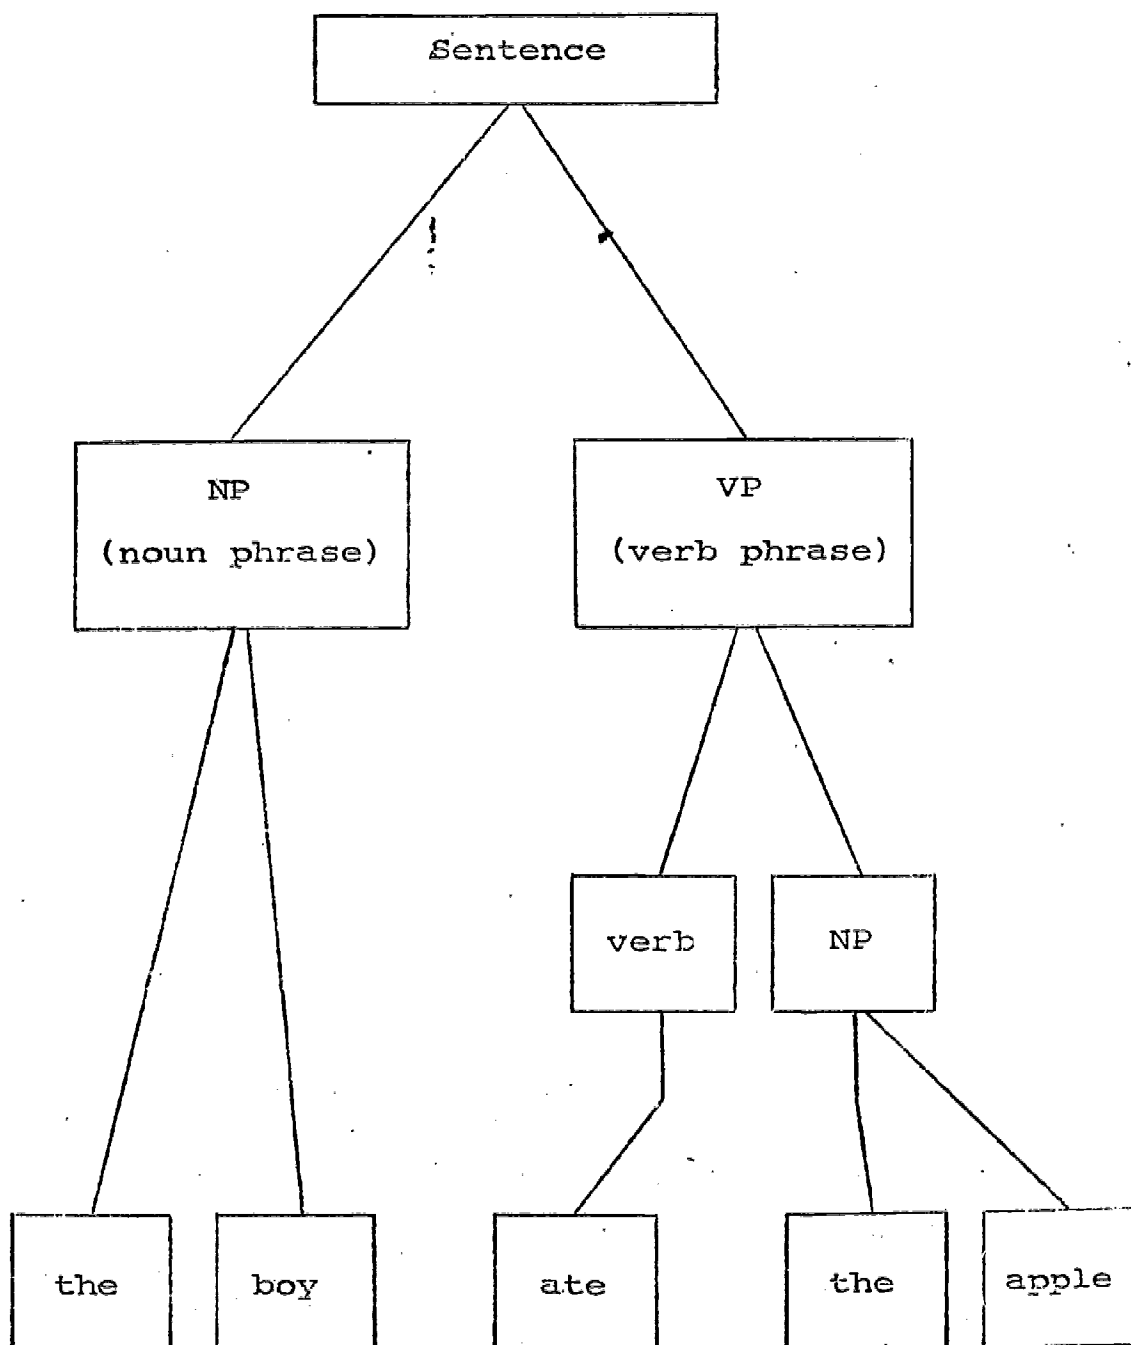 Sentence
NP
(noun phrase)
VP
(verb phrase)
verb
NP
the
boy
ate
the
apple